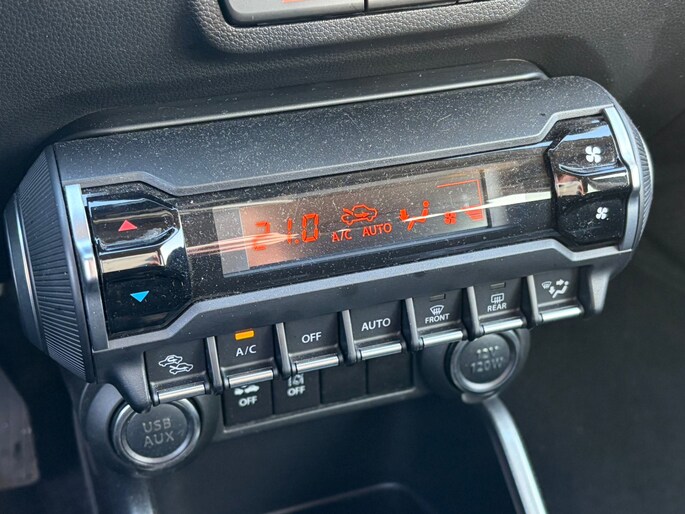 21.0 A/C AUTO
A/C
OFF
AUTO
FRONT
REAR
OFF
OFF
USB
AUX
12V
120W